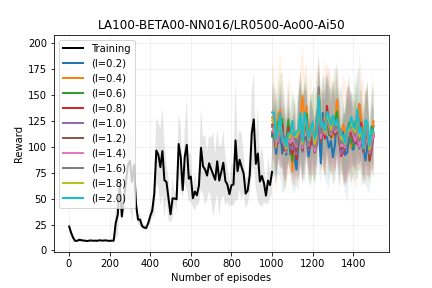 LA100-BETA00-NN016/LR0500-Ao00-Ai50
200
175
150
125
100
75
50
25
0
Reward
Training
(l=0.2)
(l=0.4)
(l=0.6)
(l=0.8)
(l=1.0)
(l=1.2)
(l=1.4)
(l=1.6)
(l=1.8)
(l=2.0)
0 200 400 600 800 1000 1200 1400
Number of episodes